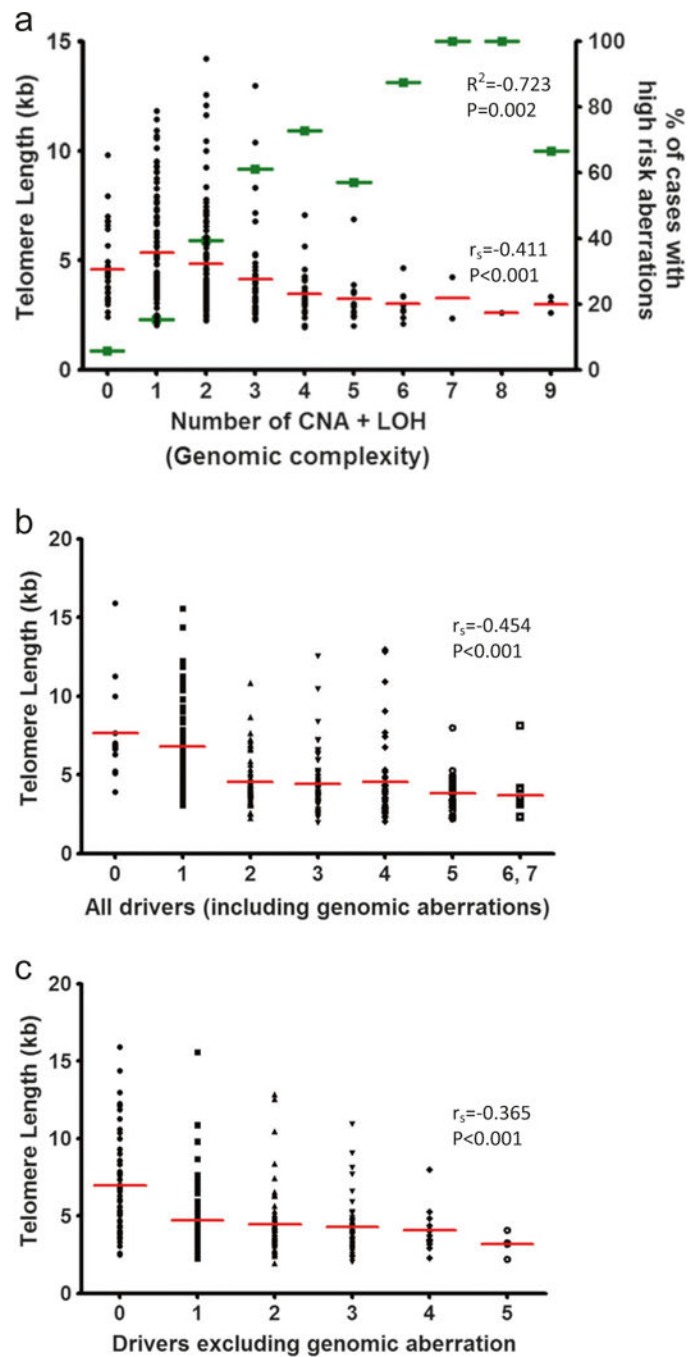 a
15
10
5
0
Telomere Length (kb)
100
80
60
40
20
0
% of cases with
high risk aberrations
R²=-0.723
P=0.002
rₛ=-0.411
P<0.001
0 1 2 3 4 5 6 7 8 9
Number of CNA + LOH
(Genomic complexity)
b
20
15
10
5
0
Telomere Length (kb)
rₛ=-0.454
P<0.001
0 1 2 3 4 5 6, 7
All drivers (including genomic aberrations)
c
20
15
10
5
0
Telomere Length (kb)
rₛ=-0.365
P<0.001
0 1 2 3 4 5
Drivers excluding genomic aberration